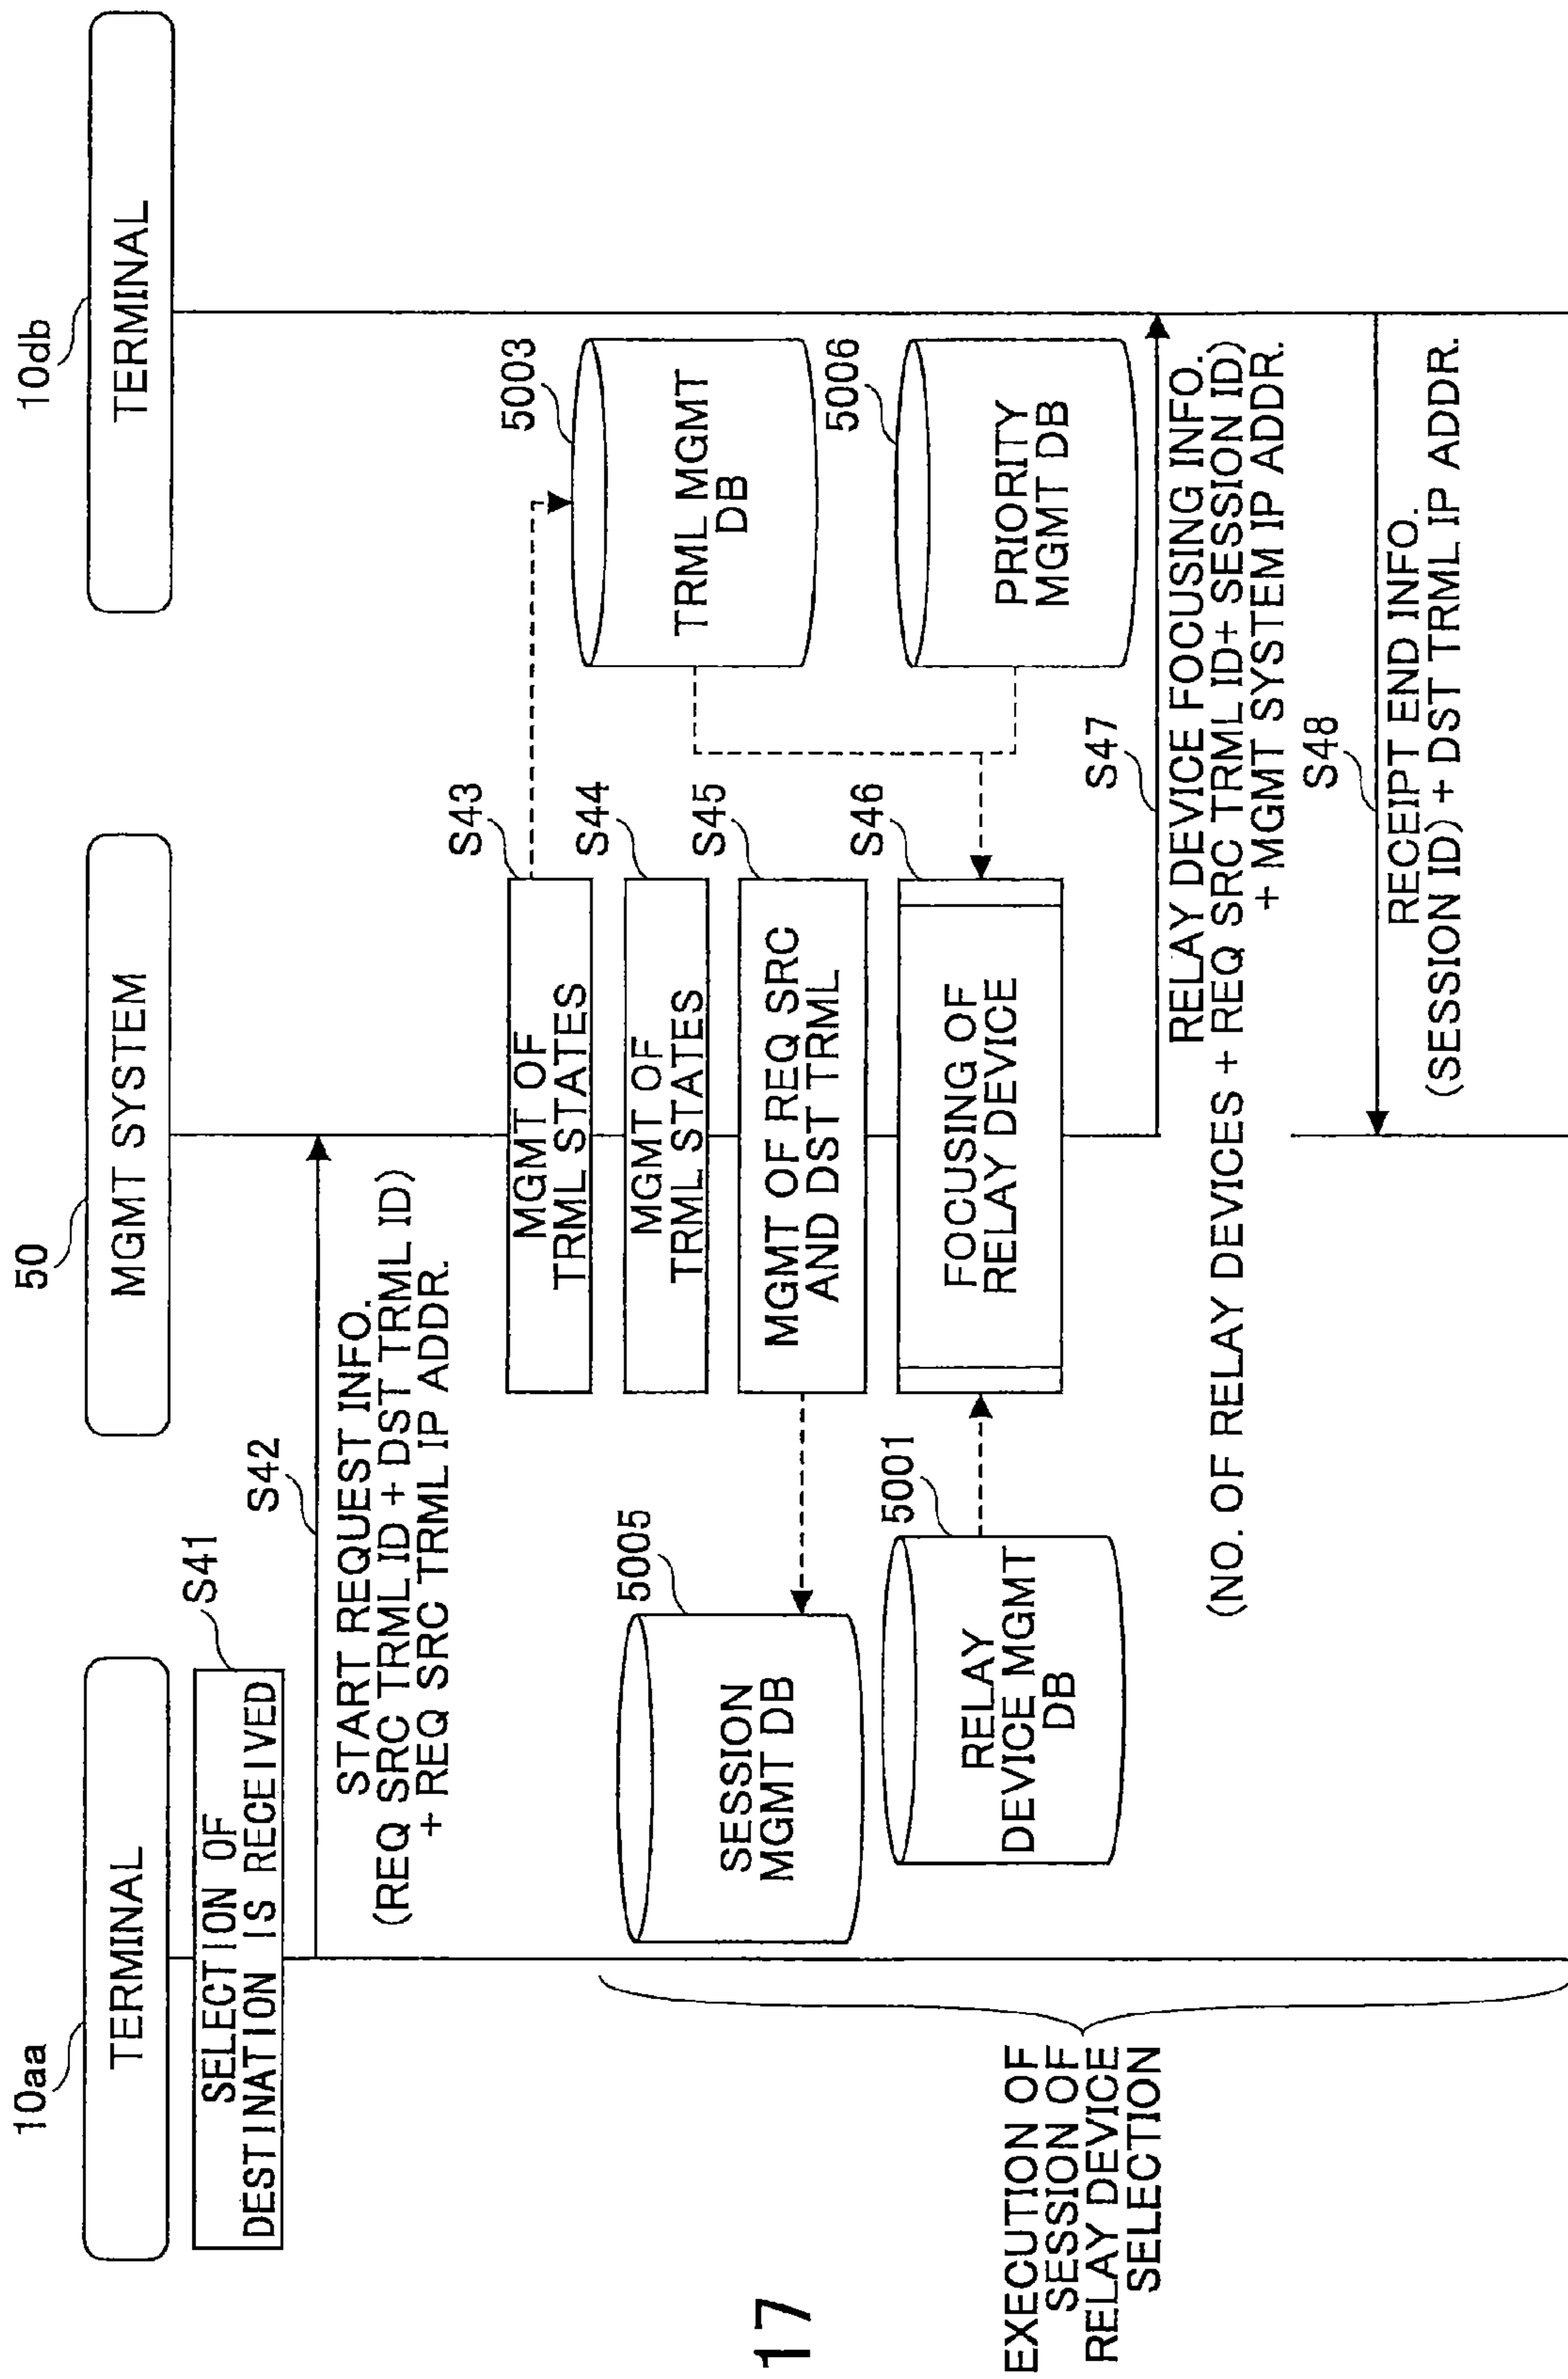 17
10aa
TERMINAL
50
MGMT SYSTEM
10db
TERMINAL
S41
SELECTION OF
DESTINATION IS RECEIVED
S42
START REQUEST INFO.
(REQ SRC TRML ID + DST TRML ID)
+ REQ SRC TRML IP ADDR.
S43
MGMT OF
TRML STATES
5003
TRML MGMT
DB
S44
MGMT OF
TRML STATES
5005
SESSION
MGMT DB
S45
MGMT OF REQ SRC
AND DST TRML
5001
RELAY
DEVICE MGMT
DB
S46
FOCUSING OF
RELAY DEVICE
5006
PRIORITY
MGMT DB
S47
RELAY DEVICE FOCUSING INFO.
(NO. OF RELAY DEVICES + REQ SRC TRML ID+ SESSION ID)
+ MGMT SYSTEM IP ADDR.
S48
RECEIPT END INFO.
(SESSION ID) + DST TRML IP ADDR.
EXECUTION OF
SESSION OF
RELAY DEVICE
SELECTION